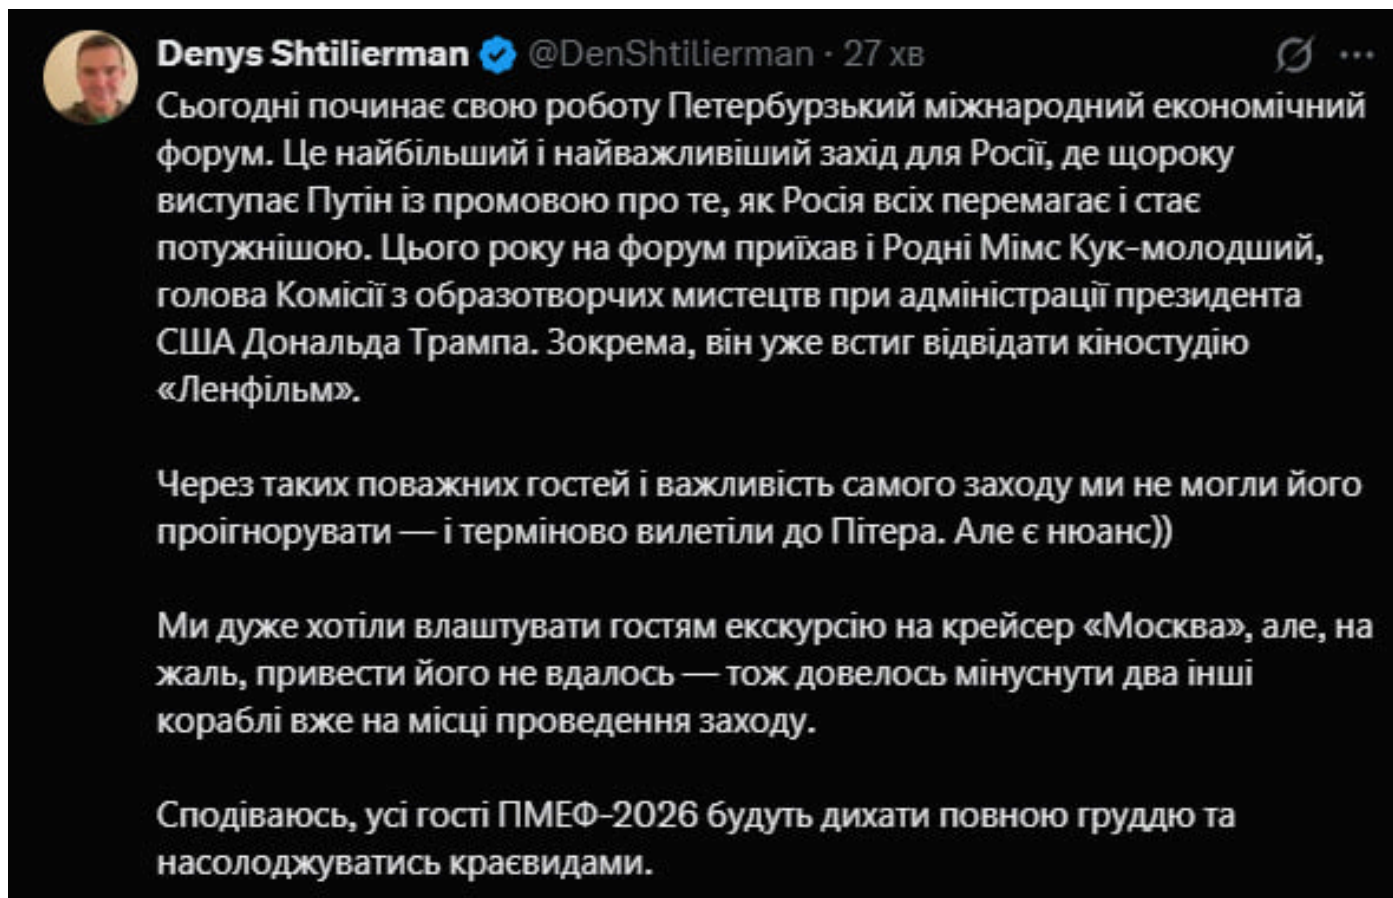 Denys Shtilierman @DenShtilierman · 27 хв
Сьогодні починає свою роботу Петербурзький міжнародний економічний
форум. Це найбільший і найважливіший захід для Росії, де щороку
виступає Путін із промовою про те, як Росія всіх перемагає і стає
потужнішою. Цього року на форум приїхав і Родні Мімс Кук-молодший,
голова Комісії з образотворчих мистецтв при адміністрації президента
США Дональда Трампа. Зокрема, він уже встиг відвідати кіностудію
«Ленфільм».
Через таких поважних гостей і важливість самого заходу ми не могли його
проігнорувати — і терміново вилетіли до Пітера. Але є нюанс))
Ми дуже хотіли влаштувати гостям екскурсію на крейсер «Москва», але, на
жаль, привести його не вдалось — тож довелось мінуснути два інші
кораблі вже на місці проведення заходу.
Сподіваюсь, усі гості ПМЕФ-2026 будуть дихати повною груддю та
насолоджуватись краєвидами.